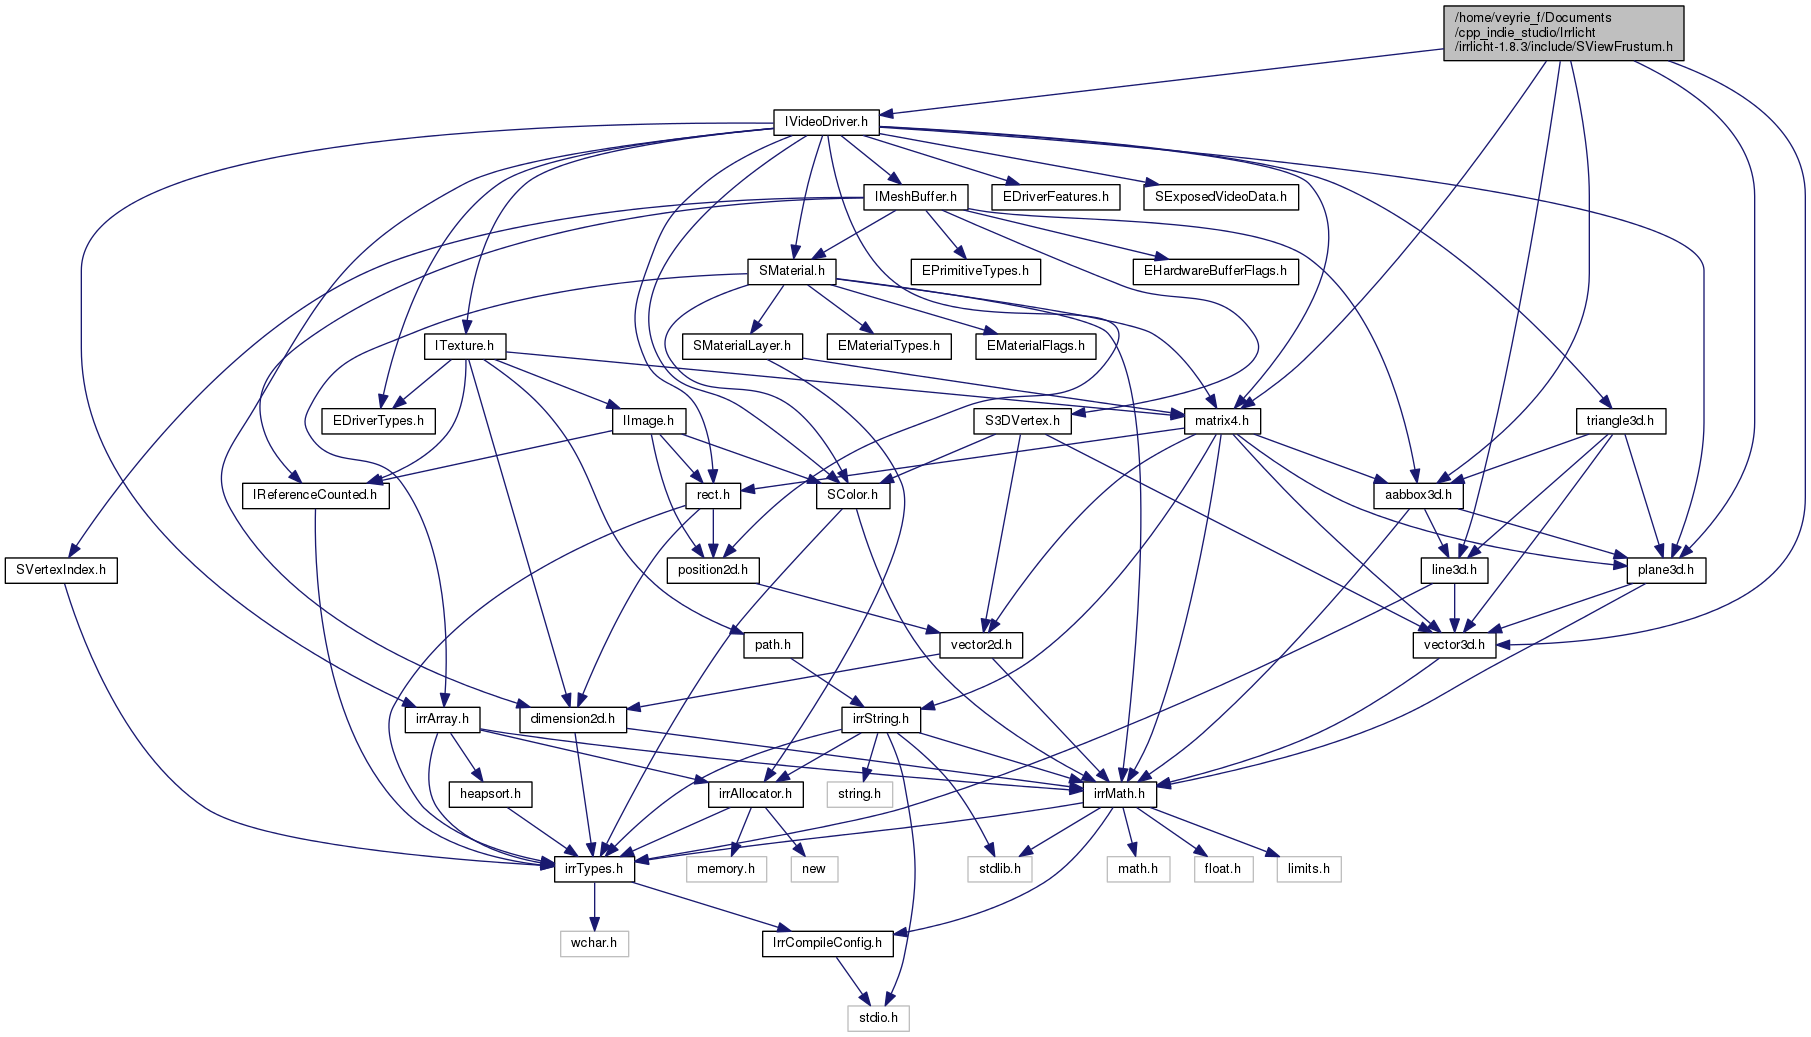 /home/veyrie_f/Documents
/cpp_indie_studio/Irrlicht
/irrlicht-1.8.3/include/SViewFrustum.h
IVideoDriver.h
IMeshBuffer.h
EDriverFeatures.h
SExposedVideoData.h
SMaterial.h
EPrimitiveTypes.h
EHardwareBufferFlags.h
ITexture.h
SMaterialLayer.h
EMaterialTypes.h
EMaterialFlags.h
EDriverTypes.h
IImage.h
S3DVertex.h
matrix4.h
triangle3d.h
IReferenceCounted.h
rect.h
SColor.h
aabbox3d.h
SVertexIndex.h
position2d.h
line3d.h
plane3d.h
path.h
vector2d.h
vector3d.h
irrArray.h
dimension2d.h
irrString.h
heapsort.h
irrAllocator.h
string.h
irrMath.h
irrTypes.h
memory.h
new
stdlib.h
math.h
float.h
limits.h
wchar.h
IrrCompileConfig.h
stdio.h